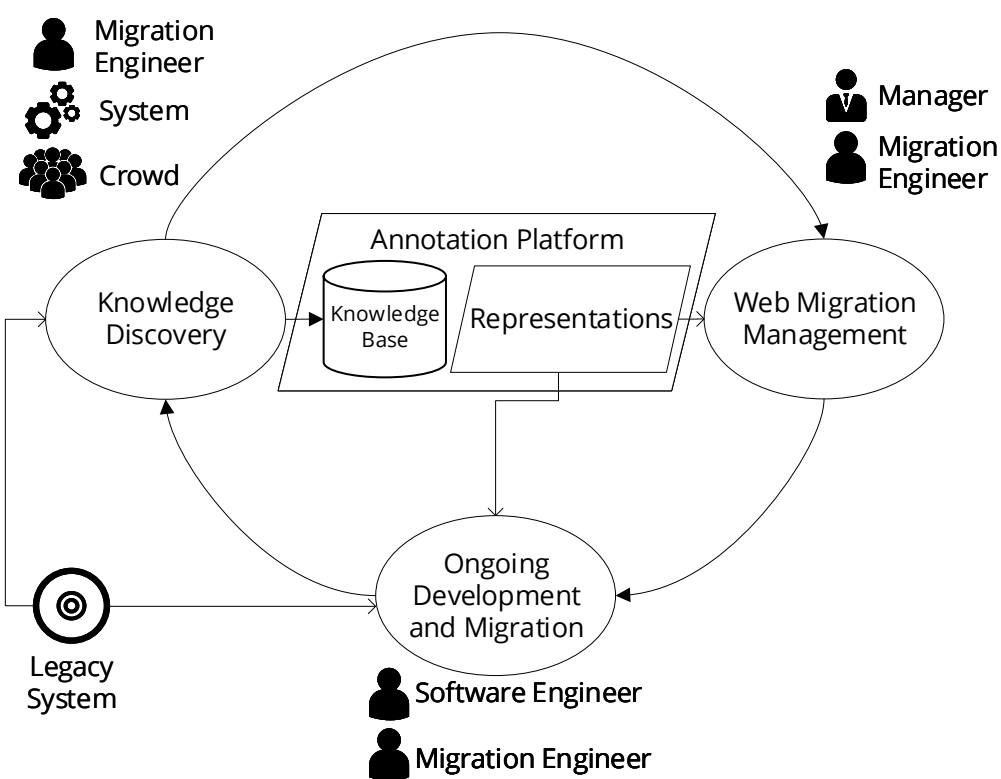 Migration
Engineer
System
Crowd
Manager
Migration
Engineer
Annotation Platform
Knowledge
Discovery
Knowledge
Base
Representations
Web Migration
Management
Ongoing
Development
and Migration
Legacy
System
Software Engineer
Migration Engineer